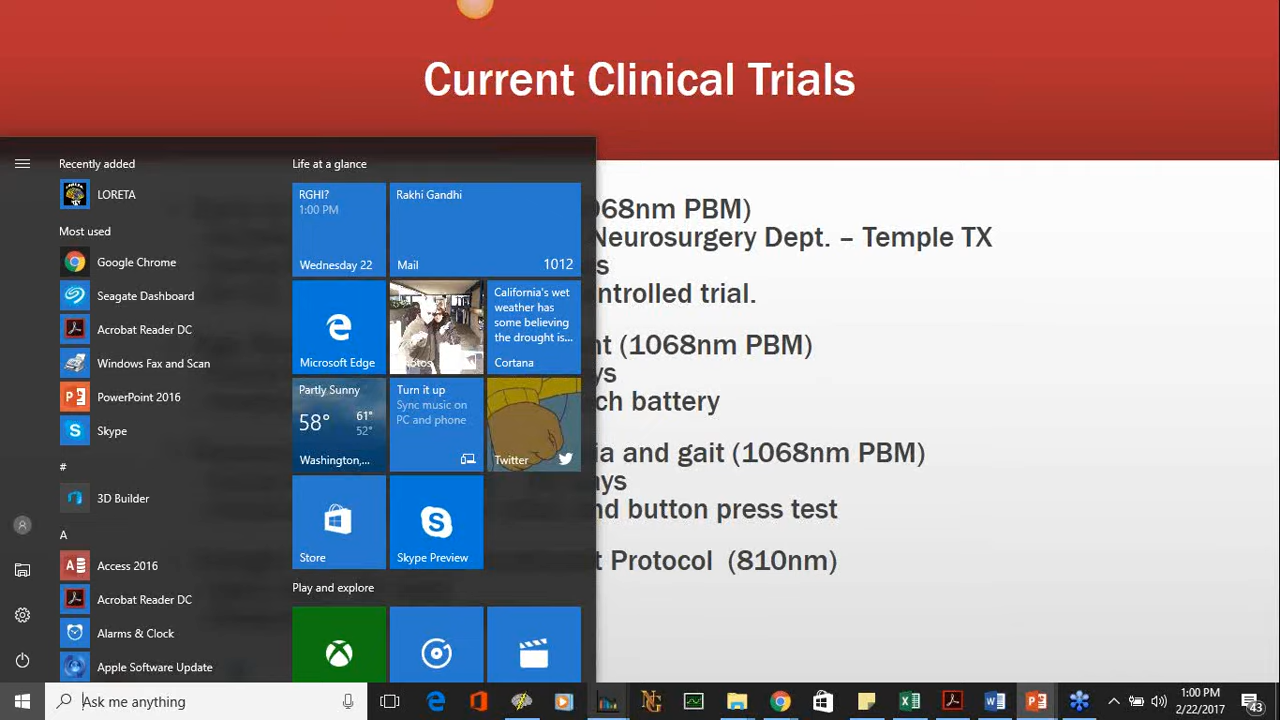 Current Clinical Trials
Recently added
LORETA
Most used
Google Chrome
Seagate Dashboard
Acrobat Reader DC
Windows Fax and Scan
PowerPoint 2016
Skype
#
3D Builder
A
Access 2016
Acrobat Reader DC
Alarms & Clock
Apple Software Update
Life at a glance
RGHI?
1:00 PM
Wednesday 22
Rakhi Gandhi
Mail 1012
Microsoft Edge
California's wet
weather has
some believing
the drought is...
Cortana
Partly Sunny
58° 61°
52°
Washington,...
Turn it up
Sync music on
PC and phone
Twitter
Store
Skype Preview
Play and explore
068nm PBM)
Neurosurgery Dept. – Temple TX
s
ntrolled trial.
nt (1068nm PBM)
ys
ch battery
ia and gait (1068nm PBM)
ays
nd button press test
t Protocol (810nm)
Ask me anything
1:00 PM
2/22/2017
43